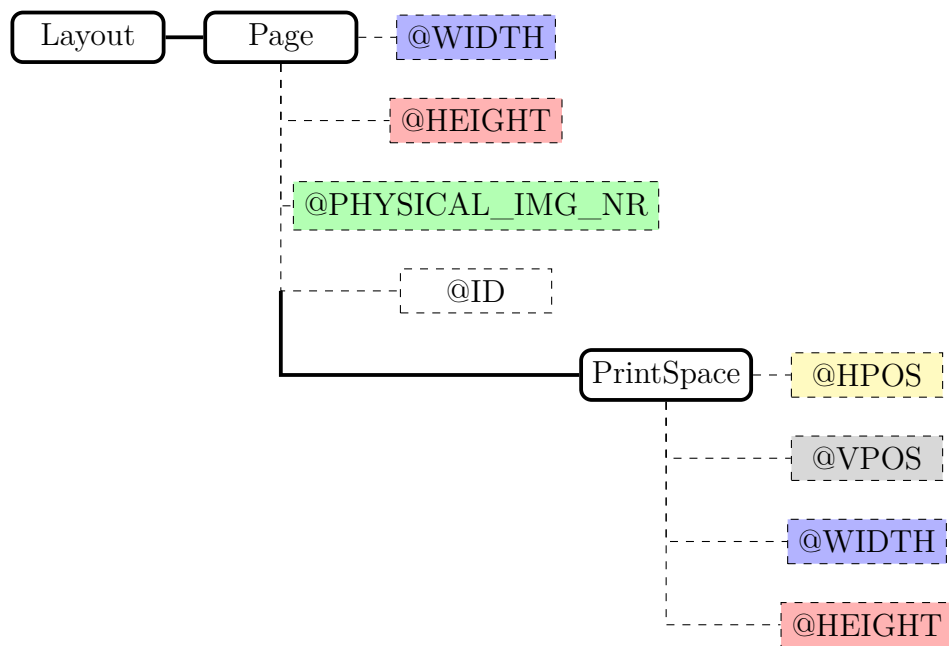 Layout
Page
@WIDTH
@HEIGHT
@PHYSICAL_IMG_NR
@ID
PrintSpace
@HPOS
@VPOS
@WIDTH
@HEIGHT